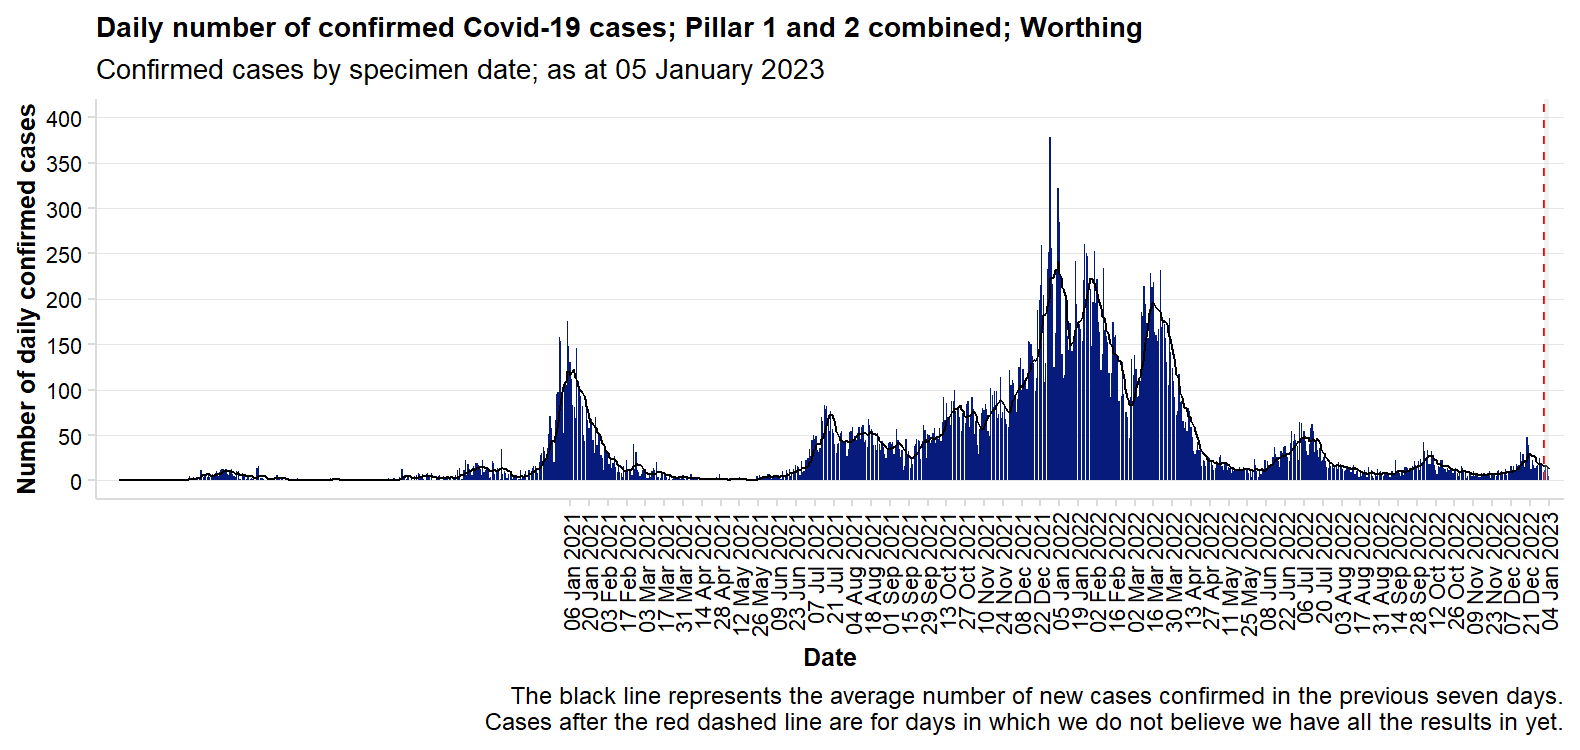 Daily number of confirmed Covid-19 cases; Pillar 1 and 2 combined; Worthing
Confirmed cases by specimen date; as at 05 January 2023
Number of daily confirmed cases
400
350
300
250
200
150
100
50
0
06 Jan 2021
20 Jan 2021
03 Feb 2021
17 Feb 2021
03 Mar 2021
17 Mar 2021
31 Mar 2021
14 Apr 2021
28 Apr 2021
12 May 2021
26 May 2021
09 Jun 2021
23 Jun 2021
07 Jul 2021
21 Jul 2021
04 Aug 2021
18 Aug 2021
01 Sep 2021
15 Sep 2021
29 Sep 2021
13 Oct 2021
27 Oct 2021
10 Nov 2021
24 Nov 2021
08 Dec 2021
22 Dec 2021
05 Jan 2022
19 Jan 2022
02 Feb 2022
16 Feb 2022
02 Mar 2022
16 Mar 2022
30 Mar 2022
13 Apr 2022
27 Apr 2022
11 May 2022
25 May 2022
08 Jun 2022
22 Jun 2022
06 Jul 2022
20 Jul 2022
03 Aug 2022
17 Aug 2022
31 Aug 2022
14 Sep 2022
28 Sep 2022
12 Oct 2022
26 Oct 2022
09 Nov 2022
23 Nov 2022
07 Dec 2022
21 Dec 2022
04 Jan 2023
Date
The black line represents the average number of new cases confirmed in the previous seven days.
Cases after the red dashed line are for days in which we do not believe we have all the results in yet.